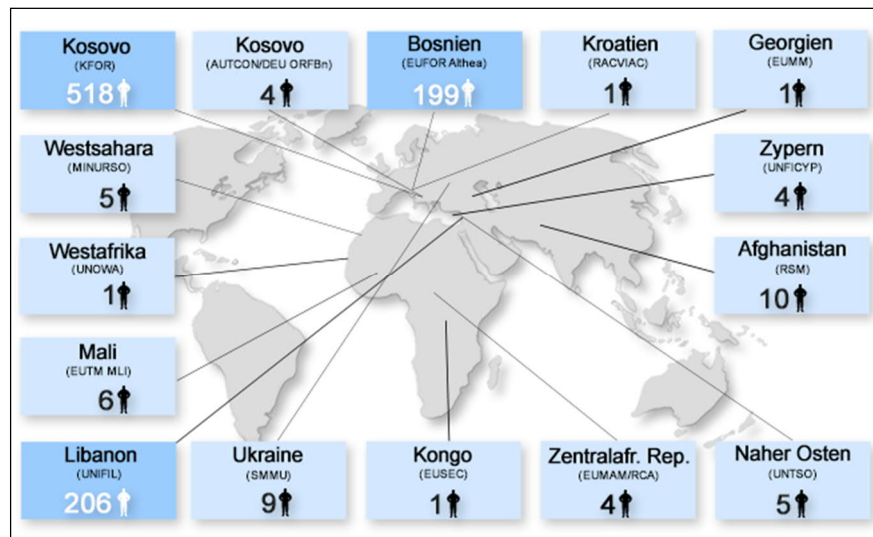 Kosovo
(KFOR)
518
Kosovo
(AUTCON/DEU ORFBn)
4
Bosnien
(EUFOR Althea)
199
Kroatien
(RACVIAC)
1
Georgien
(EUMM)
1
Westsahara
(MINURSO)
5
Zypern
(UNFICYP)
4
Westafrika
(UNOWA)
1
Afghanistan
(RSM)
10
Mali
(EUTM MLI)
6
Libanon
(UNIFIL)
206
Ukraine
(SMMU)
9
Kongo
(EUSEC)
1
Zentralafr. Rep.
(EUMAM/RCA)
4
Naher Osten
(UNTSO)
5